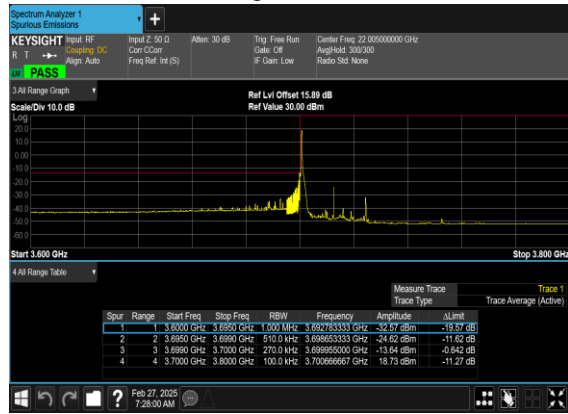 Spectrum Analyzer 1
Spurious Emissions
+
KEYSIGHT Input: RF Input Z: 50 Ω Atten: 30 dB Trig: Free Run Center Freq: 22.005000000 GHz
R T Coupling: DC Corr CCorr Gate: Off Avg|Hold: 300/300
Align: Auto Freq Ref: Int (S) IF Gain: Low Radio Std: None
PASS
3 All Range Graph
Ref Lvl Offset 15.89 dB
Scale/Div 10.0 dB Ref Value 30.00 dBm
Log
20.0
10.0
0.00
-10.0
-20.0
-30.0
-40.0
-50.0
-60.0
Start 3.600 GHz Stop 3.800 GHz
4 All Range Table
Measure Trace Trace 1
Trace Type Trace Average (Active)
Spur Range Start Freq Stop Freq RBW Frequency Amplitude ΔLimit
1 1 3.6000 GHz 3.6950 GHz 1.000 MHz 3.692783333 GHz -32.57 dBm -19.57 dB
2 2 3.6950 GHz 3.6990 GHz 510.0 kHz 3.698653333 GHz -24.62 dBm -11.62 dB
3 3 3.6990 GHz 3.7000 GHz 270.0 kHz 3.699955000 GHz -13.64 dBm -0.642 dB
4 4 3.7000 GHz 3.8000 GHz 100.0 kHz 3.700666667 GHz 18.73 dBm -11.27 dB
? Feb 27, 2025
7:28:00 AM